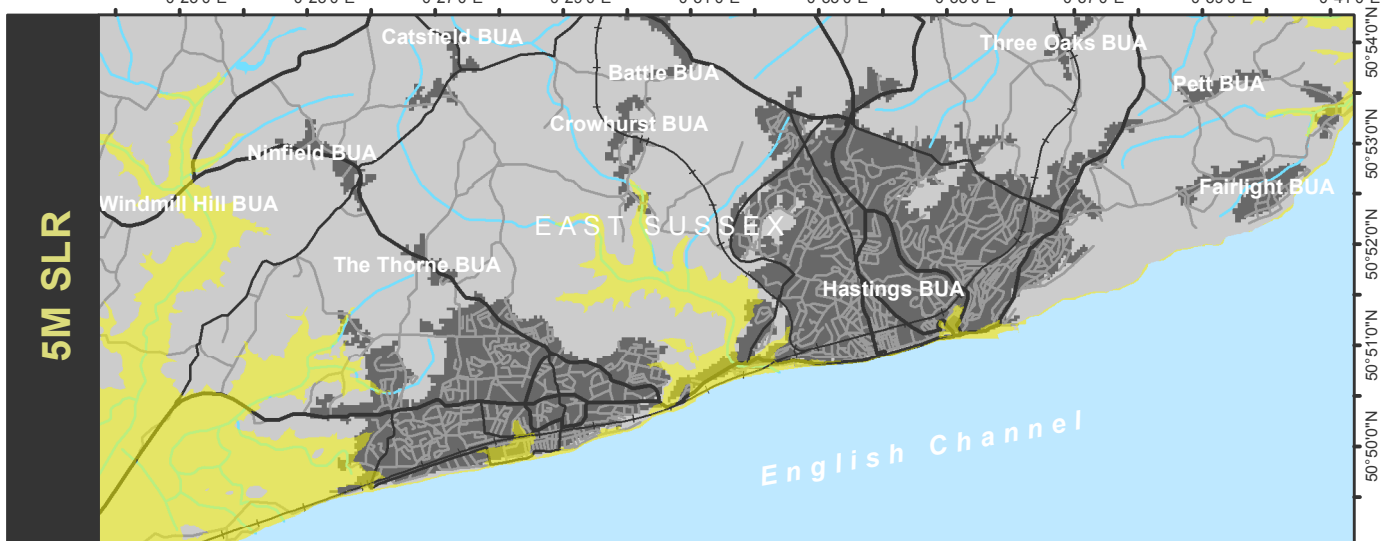 Catsfield BUA
Three Oaks BUA
Battle BUA
Pett BUA
Crowhurst BUA
Ninfield BUA
Fairlight BUA
Windmill Hill BUA
EAST SUSSEX
The Thorne BUA
Hastings BUA
English Channel
5M SLR
50°54'0"N
50°53'0"N
50°52'0"N
50°51'0"N
50°50'0"N